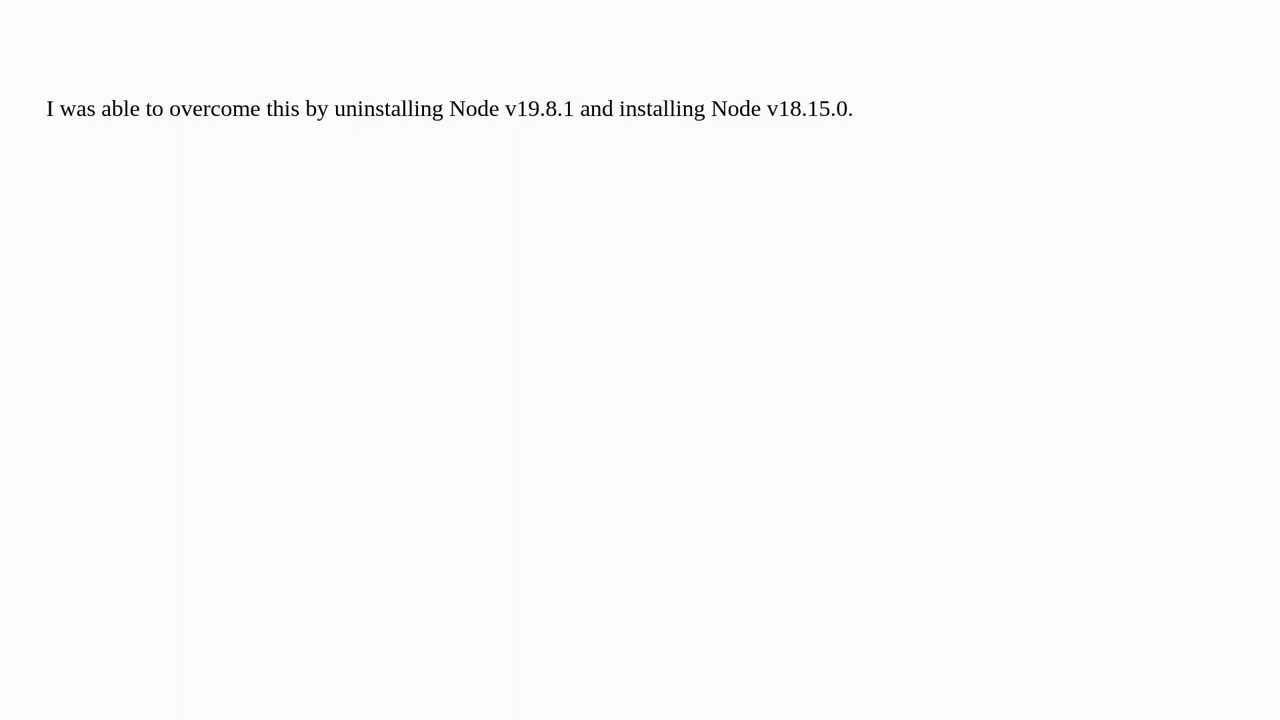 I was able to overcome this by uninstalling Node v19.8.1 and installing Node v18.15.0.